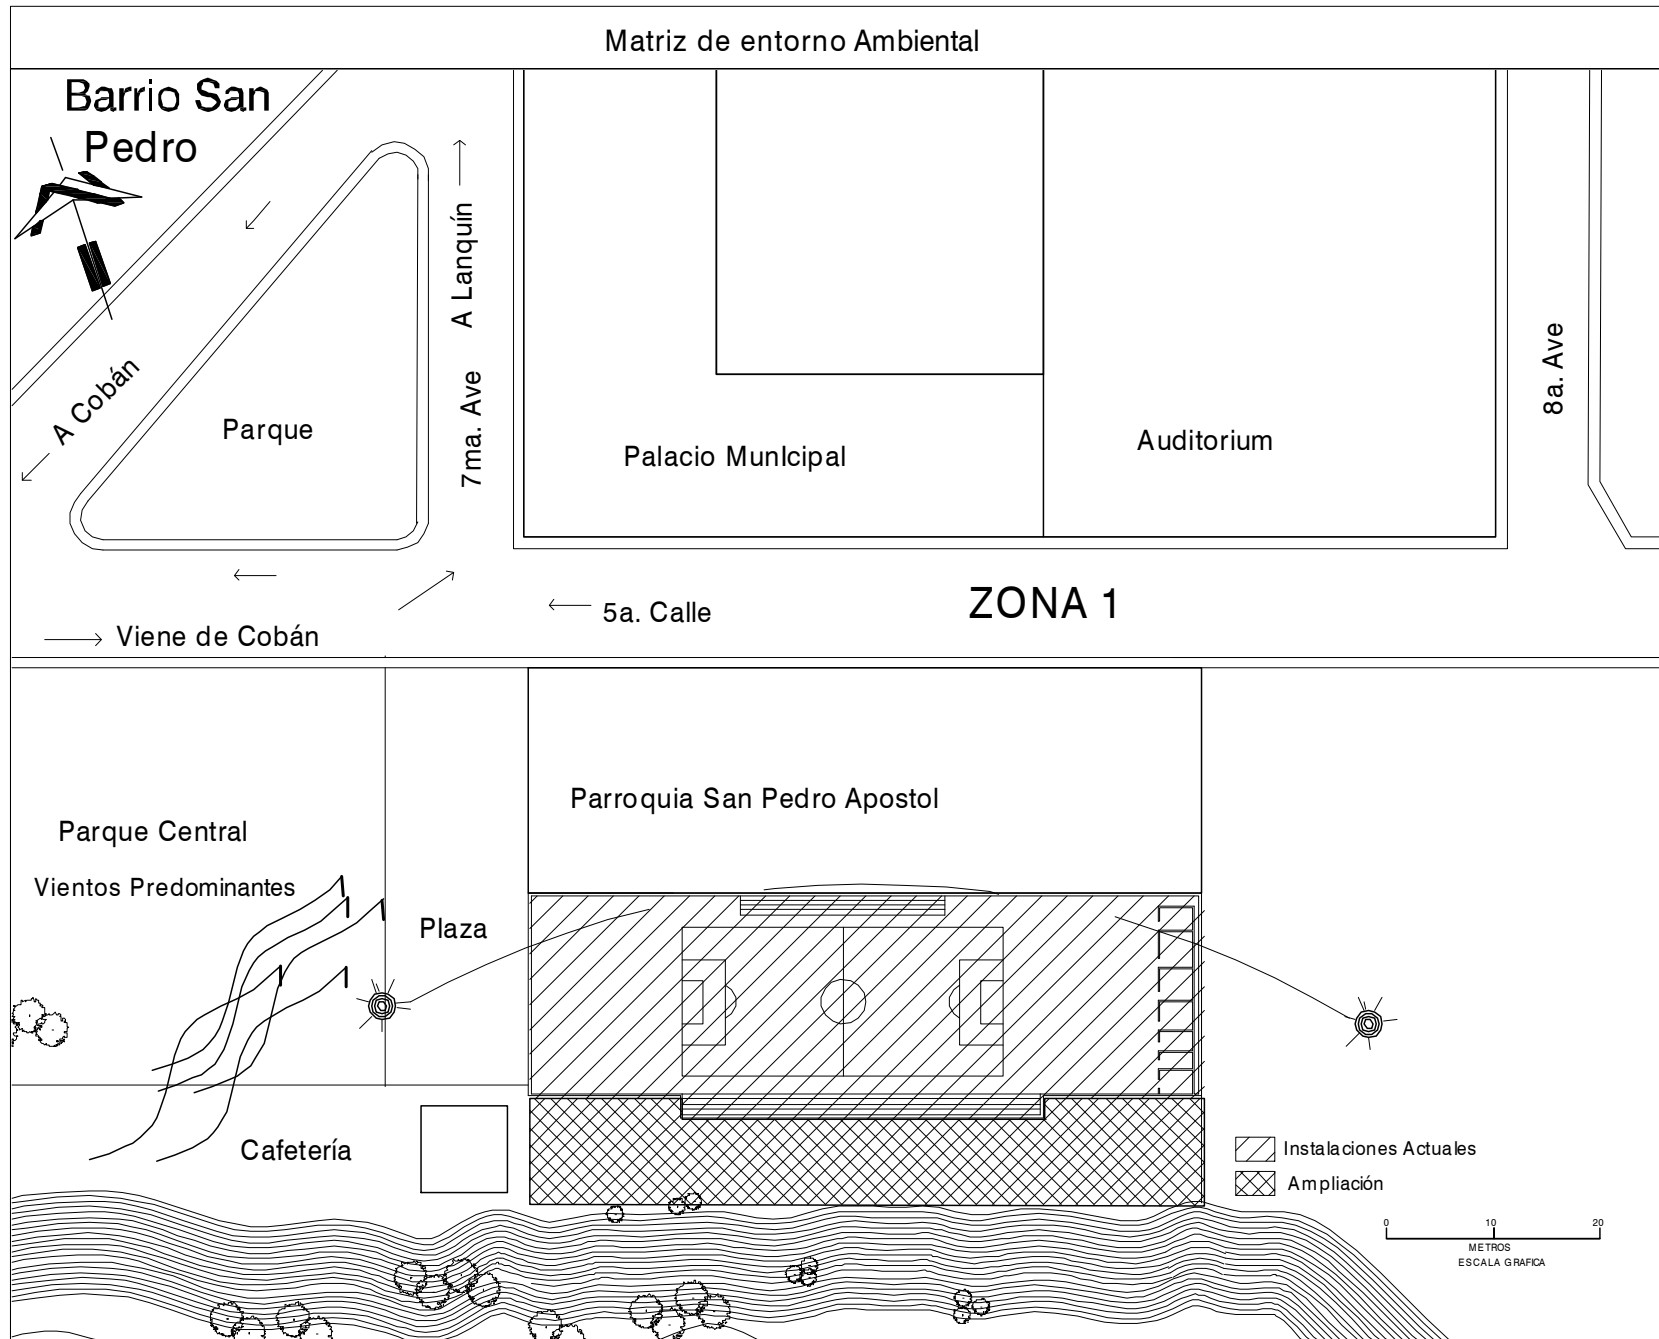 Matriz de entorno Ambiental
Barrio San
Pedro
A Lanquín
7ma. Ave
A Cobán
Parque
Palacio MunIcipal
Auditorium
8a. Ave
5a. Calle
ZONA 1
Viene de Cobán
Parroquia San Pedro Apostol
Parque Central
Vientos Predominantes
Plaza
Cafetería
Instalaciones Actuales
Ampliación
0 10 20
METROS
ESCALA GRAFICA